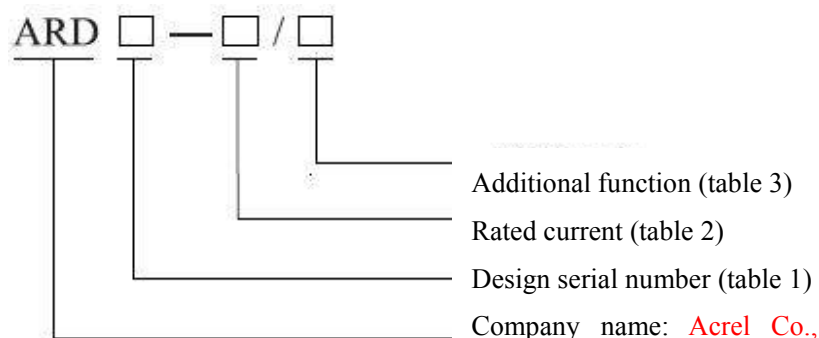 ARD □ — □ / □
Additional function (table 3)
Rated current (table 2)
Design serial number (table 1)
Company name: Acrel Co.,